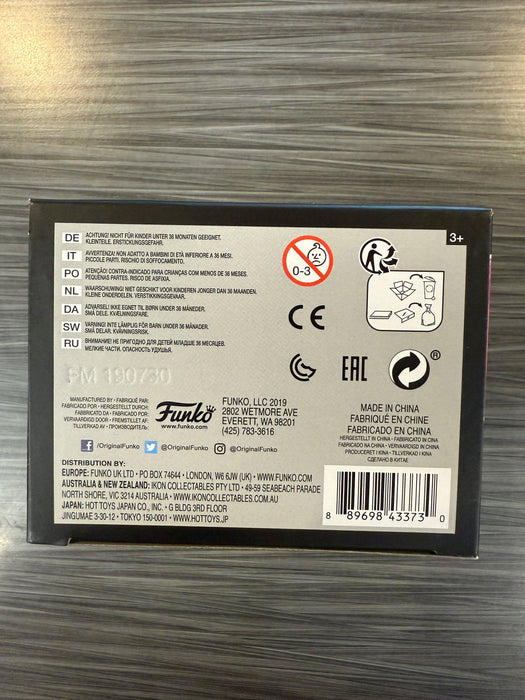 3+
DE ACHTUNG! NICHT FÜR KINDER UNTER 36 MONATEN GEEIGNET.
KLEINTEILE. ERSTICKUNGSGEFAHR.
IT AVVERTENZA! NON ADATTO A BAMBINI DI ETÀ INFERIORE A 36 MESI.
PICCOLE PARTI, RISCHIO DI SOFFOCAMENTO.
PO ATENÇÃO! CONTRA-INDICADO PARA CRIANÇAS COM MENOS DE 36 MESES.
PEQUENAS PARTES. RISCO DE ASFIXIA.
NL WAARSCHUWING! NIET GESCHIKT VOOR KINDEREN JONGER DAN 36 MAANDEN.
KLEINE ONDERDELEN, VERSTIKKINGSGEVAAR.
DA ADVARSEL! IKKE EGNET TIL BØRN UNDER 36 MÅNEDER.
SMÅ DELE. KVÆLNINGSFARE.
SW VARNING! INTE LÄMPLIG FÖR BARN UNDER 36 MÅNADER.
SMÅ DELAR. KVÄVNINGSRISK.
RU ВНИМАНИЕ! НЕ ПРИГОДНО ДЛЯ ДЕТЕЙ МЛАДШЕ 36 МЕСЯЦЕВ.
МЕЛКИЕ ЧАСТИ. ОПАСНОСТЬ УДУШЬЯ.
0-3
CE
EAC
®
PM 190730
MANUFACTURED BY • FABRIQUÉ PAR
FABRICADO POR • HERGESTELLT DURCH
FABBRICATO DA • FABRICADO POR
VERVAARDIGD DOOR • FREMSTILLET AF
TILLVERKAD AV • ПРОИЗВОДИТЕЛЬ
Funko
www.funko.com
FUNKO, LLC 2019
2802 WETMORE AVE
EVERETT, WA 98201
(425) 783-3616
MADE IN CHINA
FABRIQUÉ EN CHINE
FABRICADO EN CHINA
HERGESTELLT IN CHINA • FABBRICATO IN CINA
FABRICADO NA CHINA • VERVAARDIGD IN CHINA
PRODUCERET I KINA • TILLVERKAD I KINA
СДЕЛАНО В КИТАЕ
/OriginalFunko @OriginalFunko @OriginalFunko
DISTRIBUTION BY:
EUROPE: FUNKO UK LTD • PO BOX 74644 • LONDON, W6 6JW (UK) • WWW.FUNKO.COM
AUSTRALIA & NEW ZEALAND: IKON COLLECTABLES PTY LTD • 49-59 SEABEACH PARADE
NORTH SHORE, VIC 3214 AUSTRALIA • WWW.IKONCOLLECTABLES.COM.AU
JAPAN: HOT TOYS JAPAN CO., INC. • G BLDG 3RD FLOOR
JINGUMAE 3-30-12 • TOKYO 150-0001 • WWW.HOTTOYS.JP
8 89698 43373 0